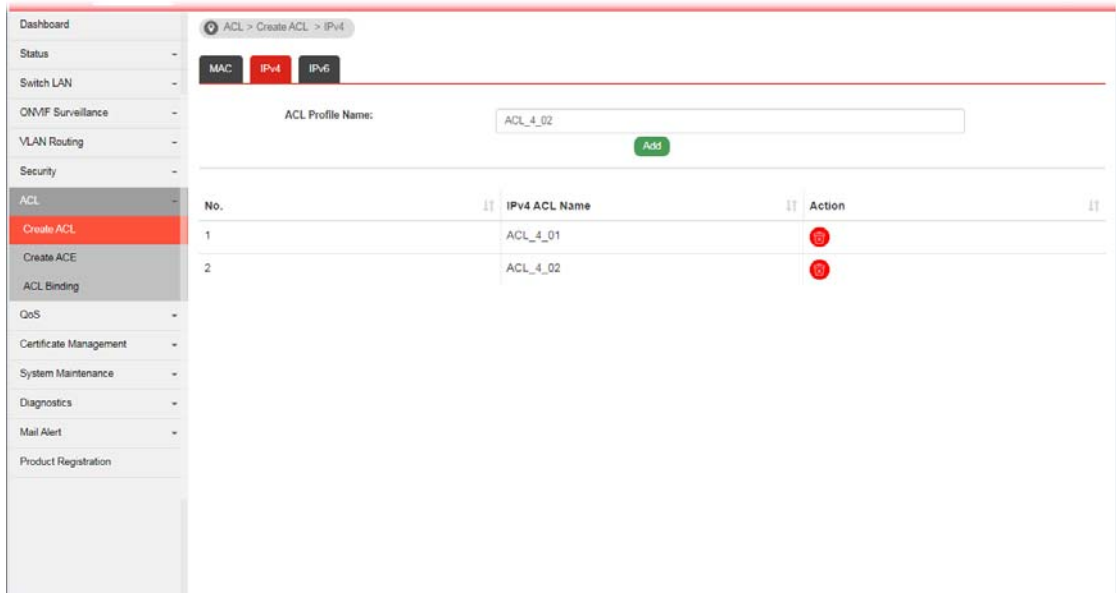 Dashboard
Status
Switch LAN
ONVIF Surveillance
VLAN Routing
Security
ACL
Create ACL
Create ACE
ACL Binding
QoS
Certificate Management
System Maintenance
Diagnostics
Mail Alert
Product Registration
ACL > Create ACL > IPv4
MAC IPv4 IPv6
ACL Profile Name: ACL_4_02
Add
No. IPv4 ACL Name Action
1 ACL_4_01
2 ACL_4_02